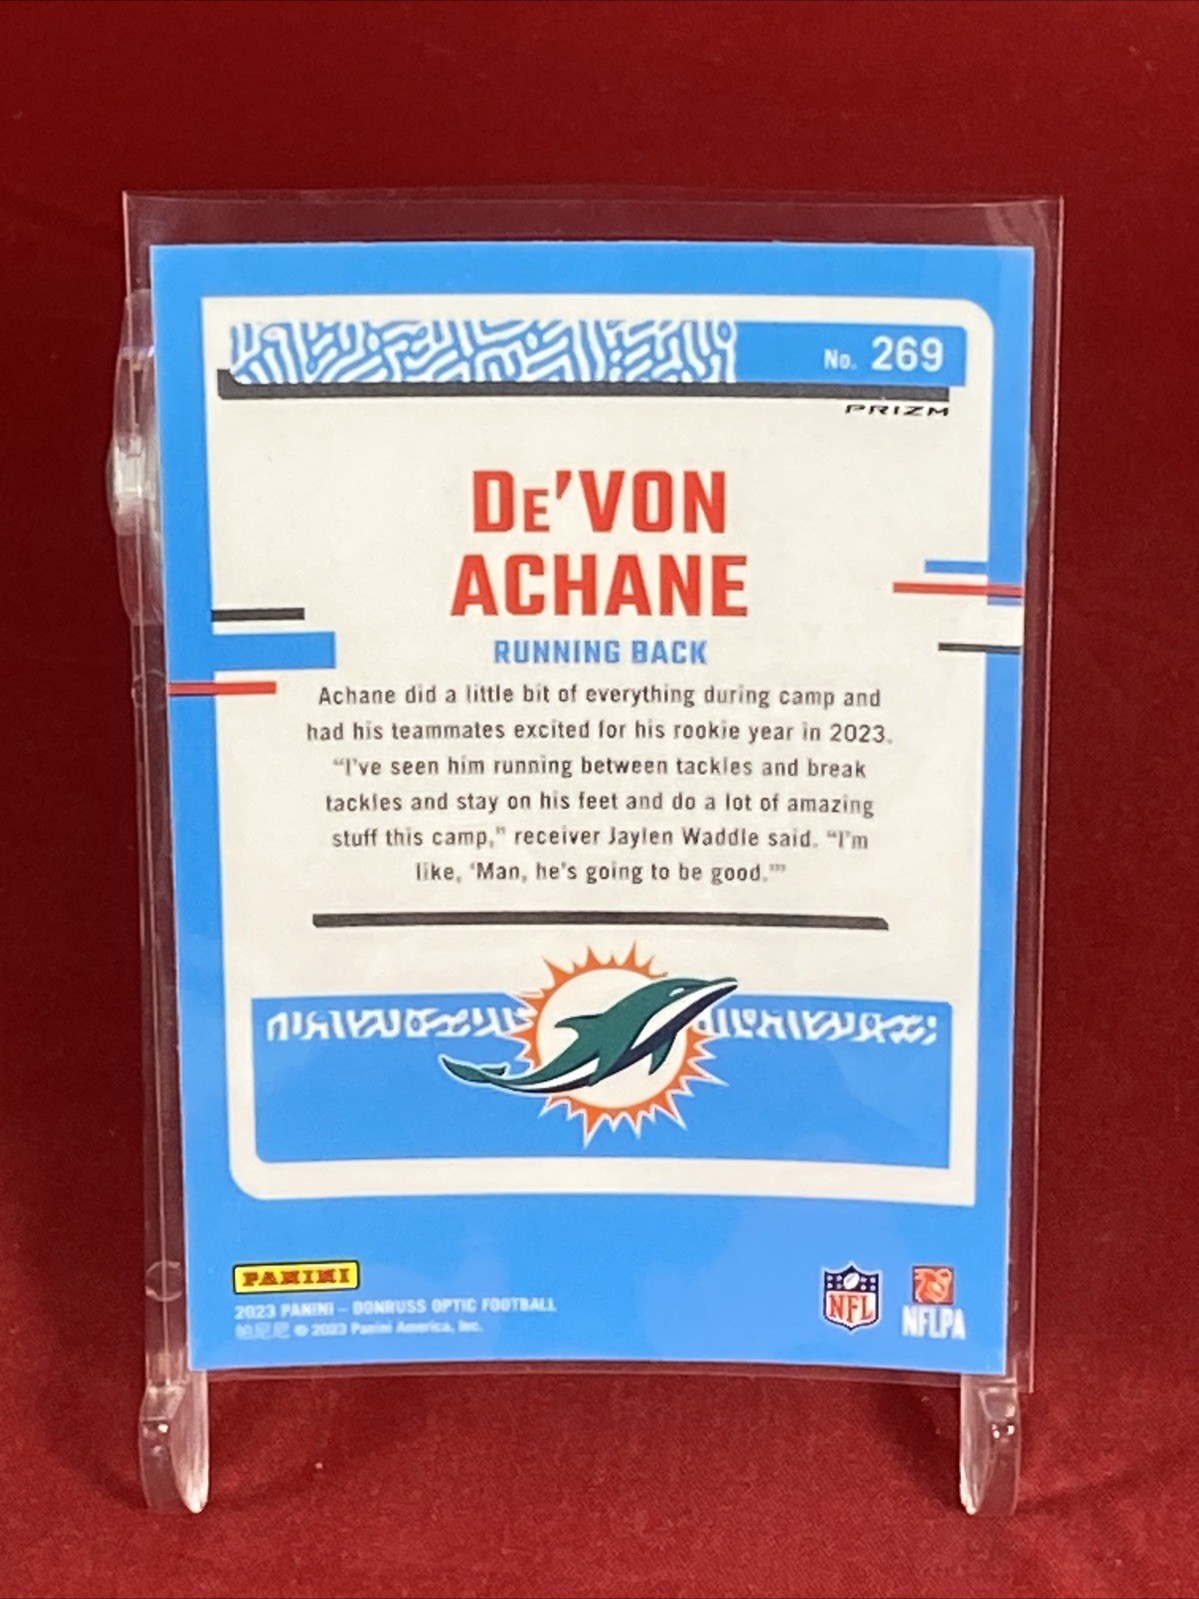 No. 269
PRIZM
De'VON
ACHANE
RUNNING BACK
Achane did a little bit of everything during camp and
had his teammates excited for his rookie year in 2023.
“I've seen him running between tackles and break
tackles and stay on his feet and do a lot of amazing
stuff this camp,” receiver Jaylen Waddle said. “I'm
like, ‘Man, he's going to be good.’”
PANINI
2023 PANINI – DONRUSS OPTIC FOOTBALL
帕尼尼 © 2023 Panini America, Inc.
NFL
NFLPA